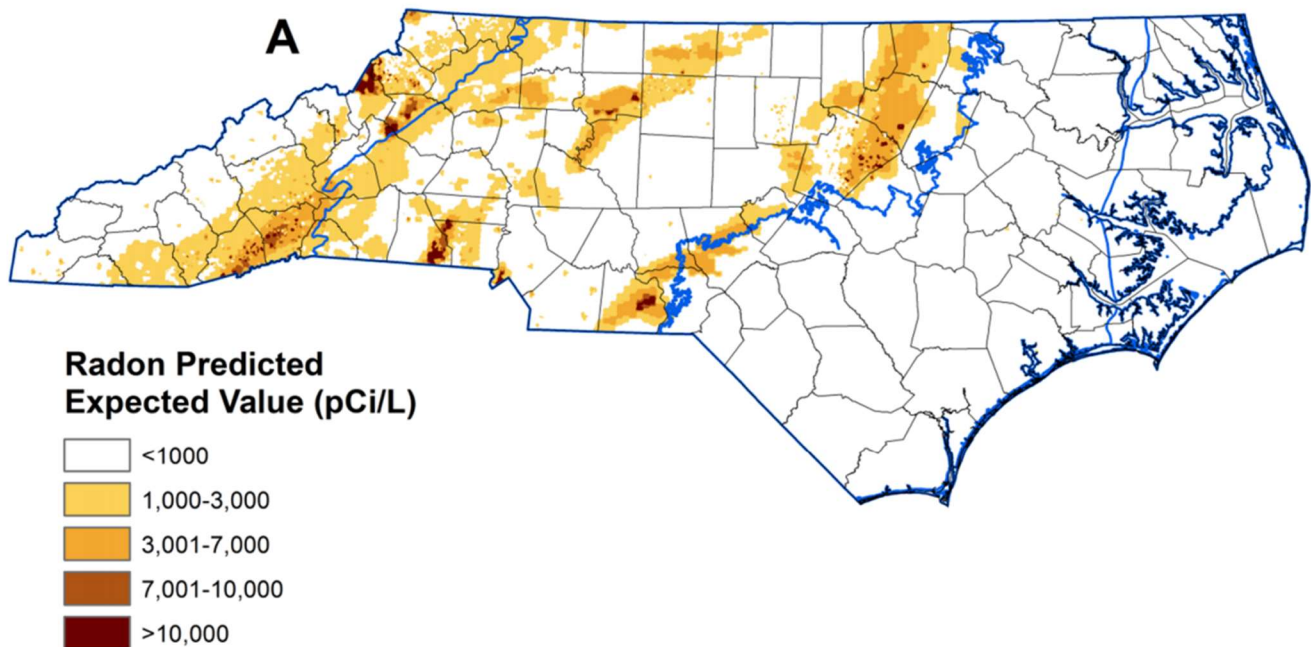 A
Radon Predicted
Expected Value (pCi/L)
<1000
1,000-3,000
3,001-7,000
7,001-10,000
>10,000